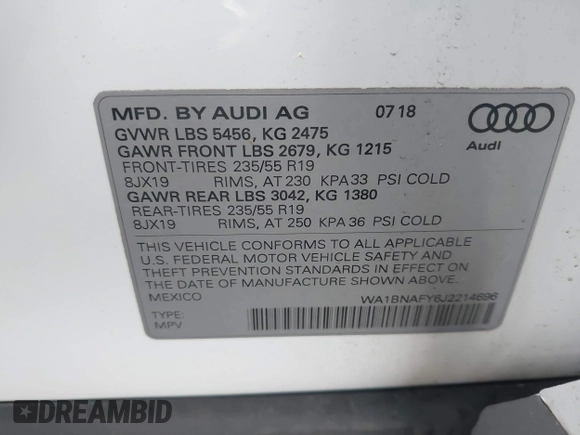 MFD. BY AUDI AG 07 18
GVWR LBS 5456, KG 2475
GAWR FRONT LBS 2679, KG 1215
FRONT-TIRES 235/55 R19
8JX19 RIMS, AT 230 KPA 33 PSI COLD
GAWR REAR LBS 3042, KG 1380
REAR-TIRES 235/55 R19
8JX19 RIMS, AT 250 KPA 36 PSI COLD
Audi
THIS VEHICLE CONFORMS TO ALL APPLICABLE
U.S. FEDERAL MOTOR VEHICLE SAFETY AND
THEFT PREVENTION STANDARDS IN EFFECT ON
DATE OF MANUFACTURE SHOWN ABOVE.
MEXICO WA1BNAFY6J2214696
TYPE:
MPV
DREAMBID